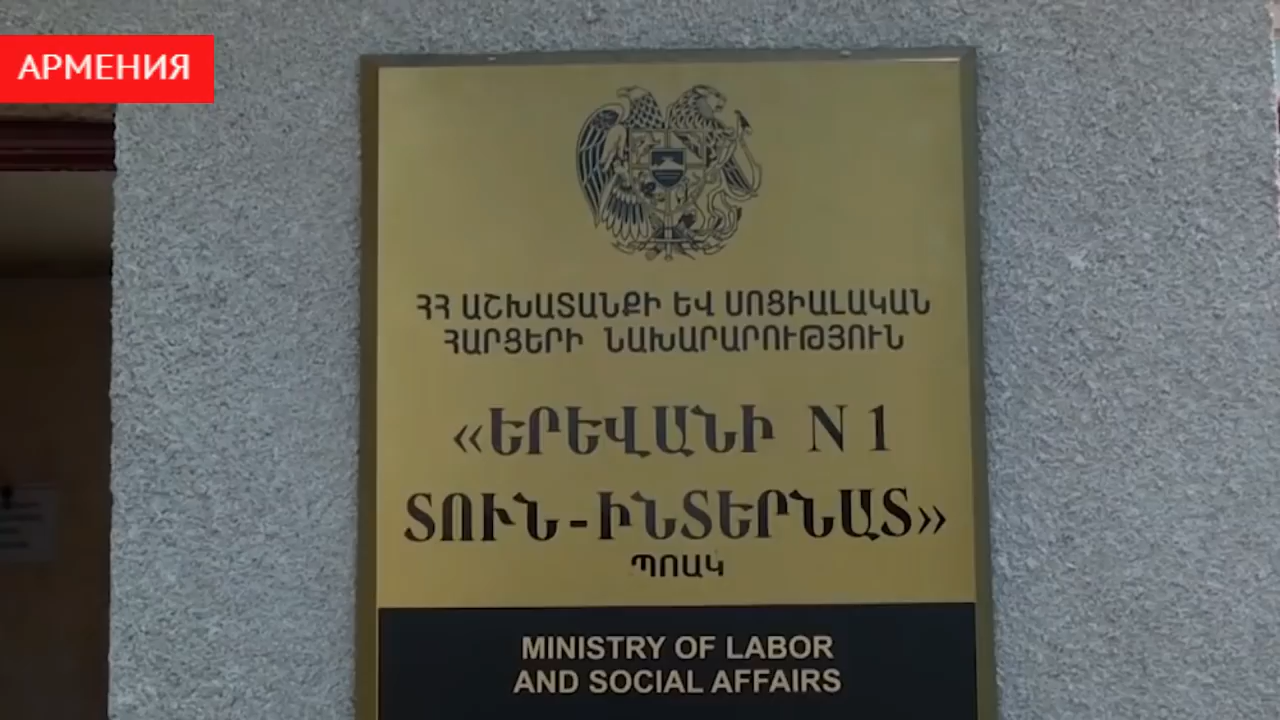 АРМЕНИЯ
ՀՀ ԱՇԽԱՏԱՆՔԻ ԵՎ ՍՈՑԻԱԼԱԿԱՆ
ՀԱՐՑԵՐԻ ՆԱԽԱՐԱՐՈՒԹՅՈՒՆ
«ԵՐԵՎԱՆԻ N 1
ՏՈՒՆ-ԻՆՏԵՐՆԱՏ»
ՊՈԱԿ
MINISTRY OF LABOR
AND SOCIAL AFFAIRS